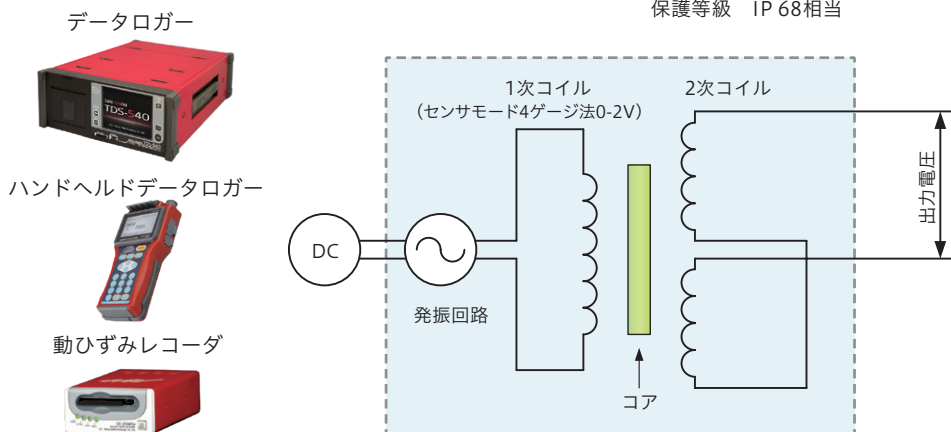 データロガー
TDS-540
ハンドヘルドデータロガー
動ひずみレコーダ
保護等級 IP 68相当
1次コイル
(センサモード4ゲージ法0-2V)
2次コイル
DC
発振回路
コア
出力電圧